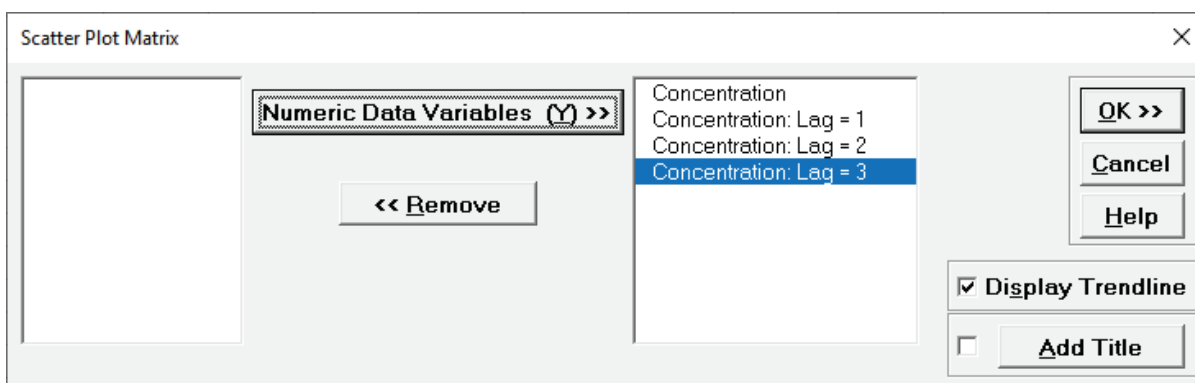 Scatter Plot Matrix
Numeric Data Variables (Y) >>
<< Remove
Concentration
Concentration: Lag = 1
Concentration: Lag = 2
Concentration: Lag = 3
OK >>
Cancel
Help
Display Trendline
Add Title